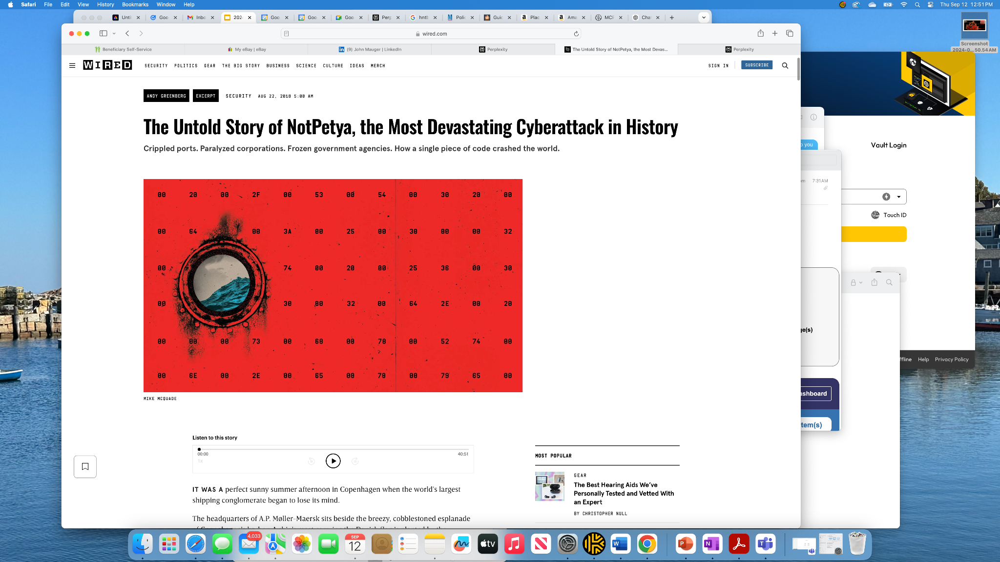 Safari File Edit View History Bookmarks Window Help
Thu Sep 12 12:51 PM
Unti
Goo
Inbo
202
Goo
Goo
Goo
Perp
hntb
Polic
Guic
Plac
Ama
MCF
Cha
wired.com
Beneficiary Self-Service
My eBay | eBay
(9) John Mauger | LinkedIn
Perplexity
The Untold Story of NotPetya, the Most Devas...
Perplexity
WIRED
SECURITY POLITICS GEAR THE BIG STORY BUSINESS SCIENCE CULTURE IDEAS MERCH
SIGN IN
SUBSCRIBE
ANDY GREENBERG
EXCERPT
SECURITY AUG 22, 2018 5:00 AM
The Untold Story of NotPetya, the Most Devastating Cyberattack in History
Crippled ports. Paralyzed corporations. Frozen government agencies. How a single piece of code crashed the world.
00 20 00 2F 00 53 00 54 00 30 20 00
00 64 00 3A 00 25 00 30 00 00 32
00 74 00 20 00 25 36 00 30
00 30 00 32 00 64 2E 00 20
00 00 00 73 00 68 00 78 00 52 74 00
00 6E 00 2E 00 65 00 78 00 79 65 00
MIKE MCQUADE
Listen to this story
00:00
40:51
1x
IT WAS A perfect sunny summer afternoon in Copenhagen when the world's largest
shipping conglomerate began to lose its mind.
The headquarters of A.P. Møller-Maersk sits beside the breezy, cobblestoned esplanade
MOST POPULAR
GEAR
The Best Hearing Aids We've
Personally Tested and Vetted With
an Expert
BY CHRISTOPHER NULL
Screenshot
2024-0...50.54 AM
Vault Login
o you
om 7:31 AM
Touch ID
ge(s)
ashboard
tem(s)
ffline Help Privacy Policy
4,033
SEP
12
tv